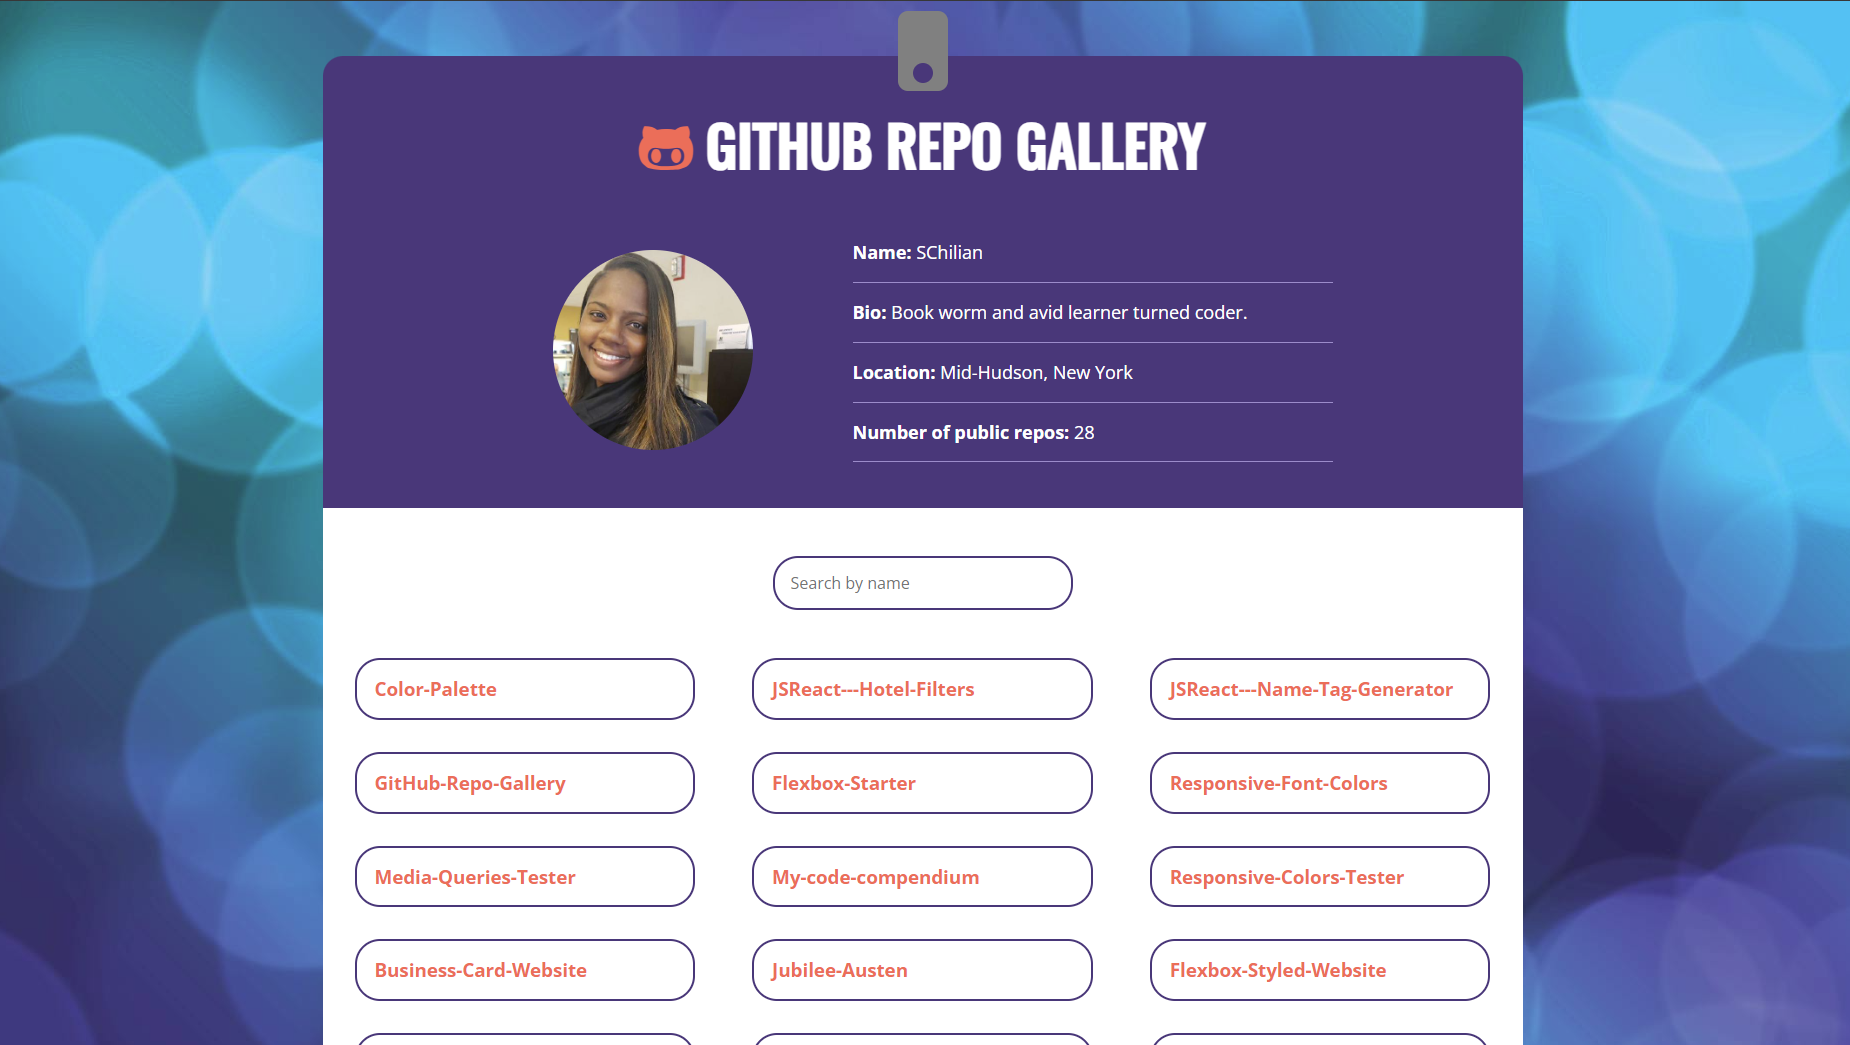 GITHUB REPO GALLERY
Name: SChilian
Bio: Book worm and avid learner turned coder.
Location: Mid-Hudson, New York
Number of public repos: 28
Search by name
Color-Palette
JSReact---Hotel-Filters
JSReact---Name-Tag-Generator
GitHub-Repo-Gallery
Flexbox-Starter
Responsive-Font-Colors
Media-Queries-Tester
My-code-compendium
Responsive-Colors-Tester
Business-Card-Website
Jubilee-Austen
Flexbox-Styled-Website